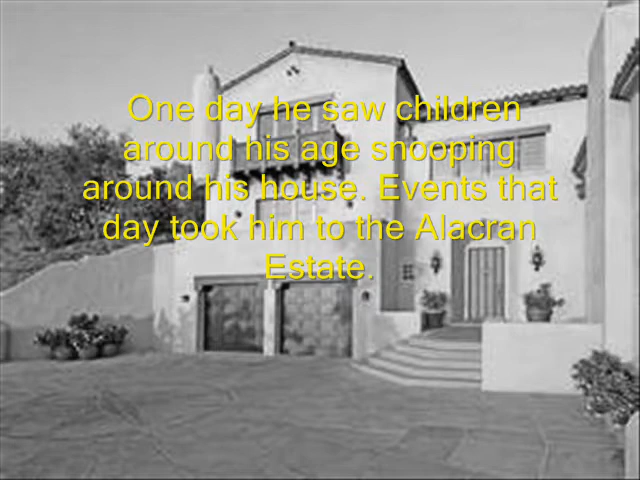 One day he saw children
around his age snooping
around his house. Events that
day took him to the Alacran
Estate.